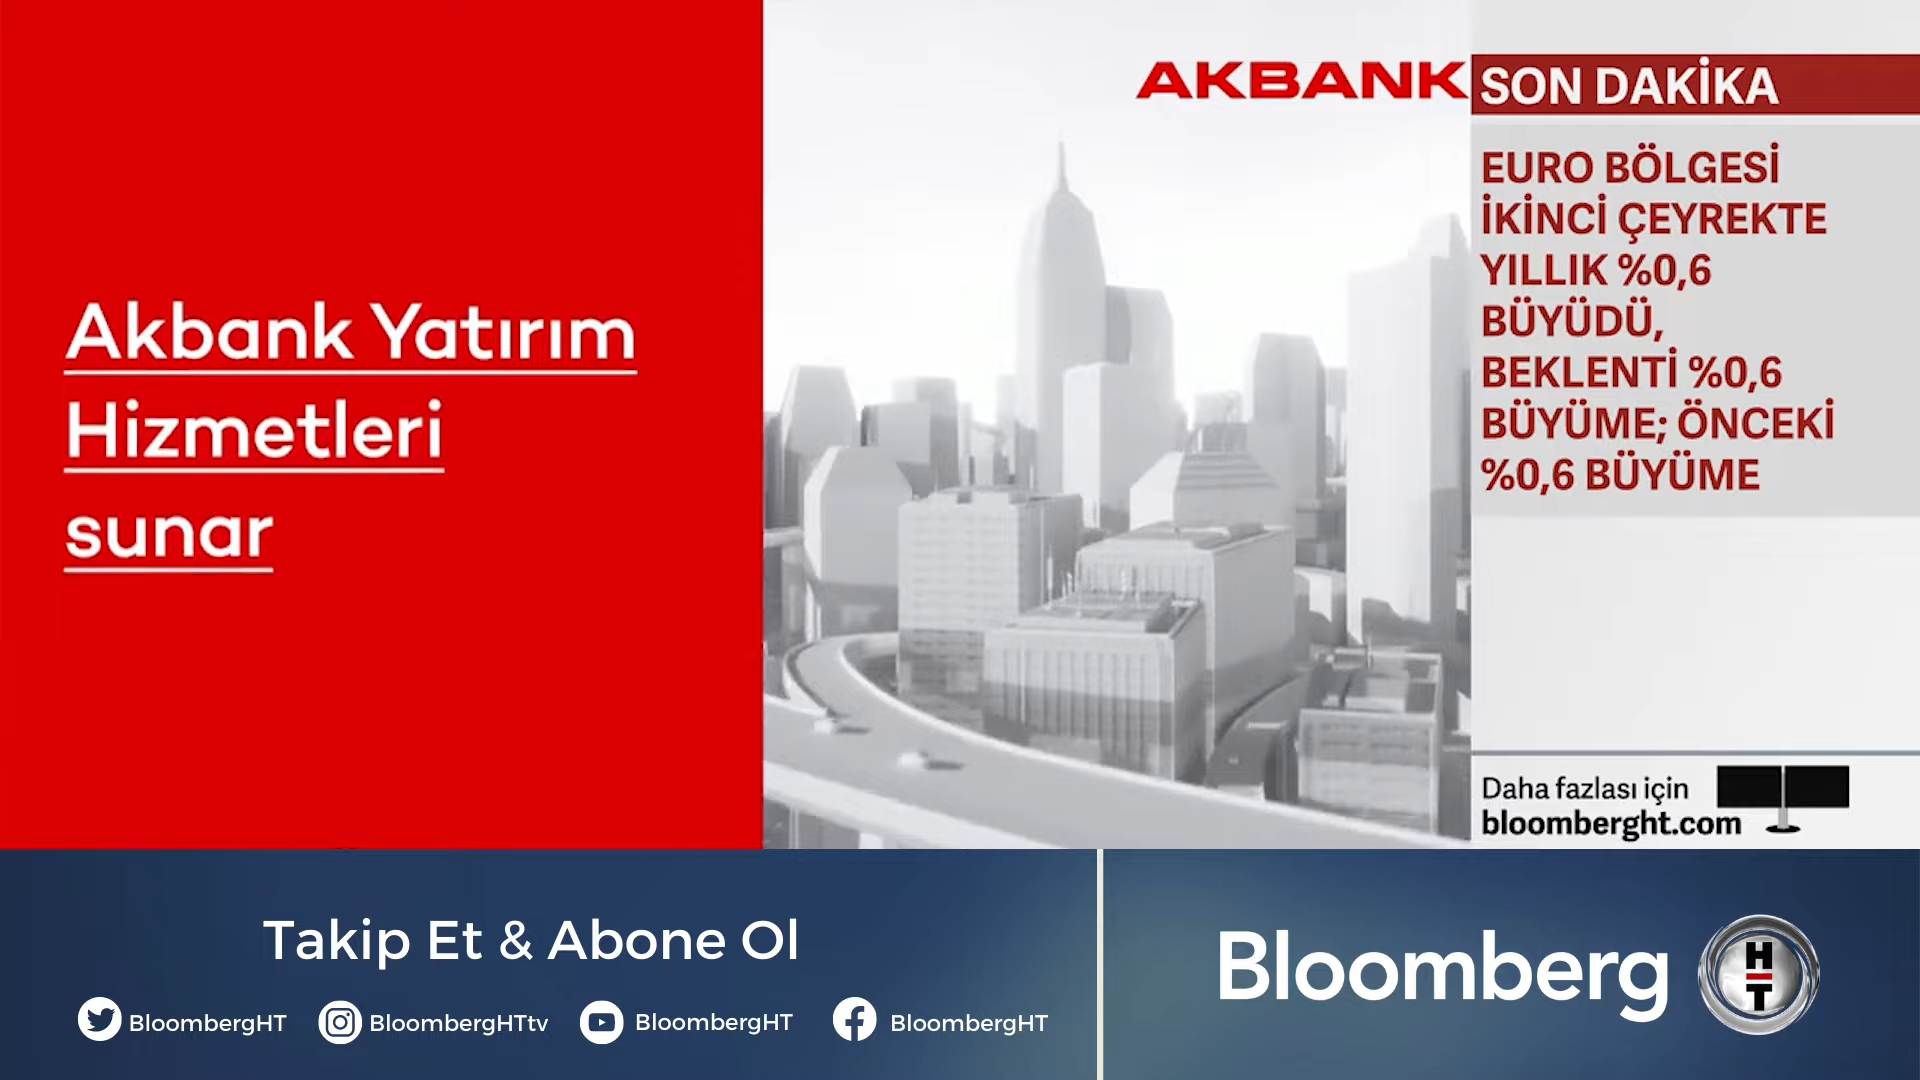 Akbank Yatırım
Hizmetleri
sunar
AKBANK
SON DAKİKA
EURO BÖLGESİ
İKİNCİ ÇEYREKTE
YILLIK %0,6
BÜYÜDÜ,
BEKLENTİ %0,6
BÜYÜME; ÖNCEKİ
%0,6 BÜYÜME
Daha fazlası için
bloomberght.com
Takip Et & Abone Ol
BloombergHT
BloombergHTtv
BloombergHT
BloombergHT
Bloomberg
HT